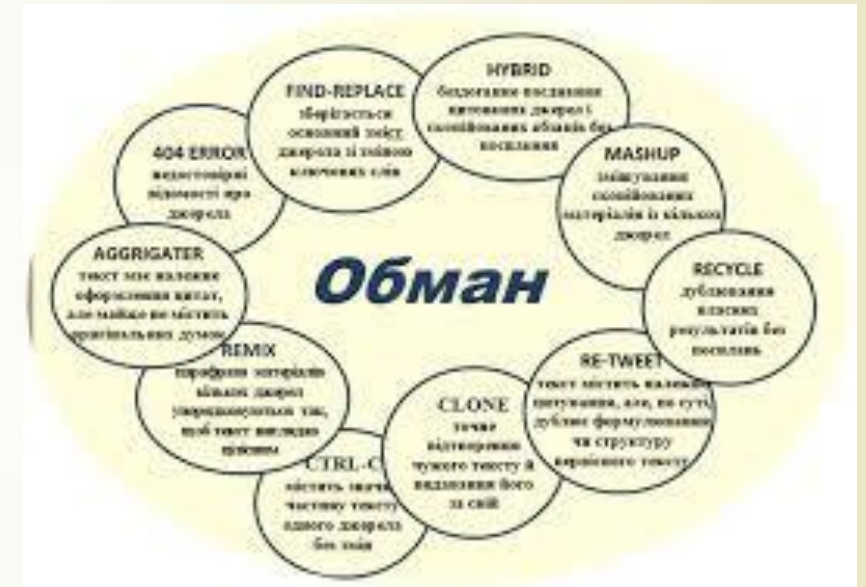 FIND-REPLACE
зберігається
основний зміст
джерела зі зміною
ключових слів
HYBRID
бездоганне поєднання
цитованих джерел і
скопійованих абзаців без
посилання
MASHUP
змішування
скопійованих
матеріалів із кількох
джерел
RECYCLE
дублювання
власних
результатів без
посилань
RE-TWEET
текст містить належне
цитування, але, по суті,
дублює формулювання
чи структуру
первісного тексту
CLONE
точне
відтворення
чужого тексту й
видавання його
за свій
CTRL-C
містить значну
частину тексту
одного джерела
без змін
REMIX
парафрази матеріалів
кількох джерел
упорядковуються так,
щоб текст виглядав
цілісним
AGGRIGATER
текст має належне
оформлення цитат,
але майже не містить
оригінальних думок
404 ERROR
недостовірні
відомості про
джерела
Обман